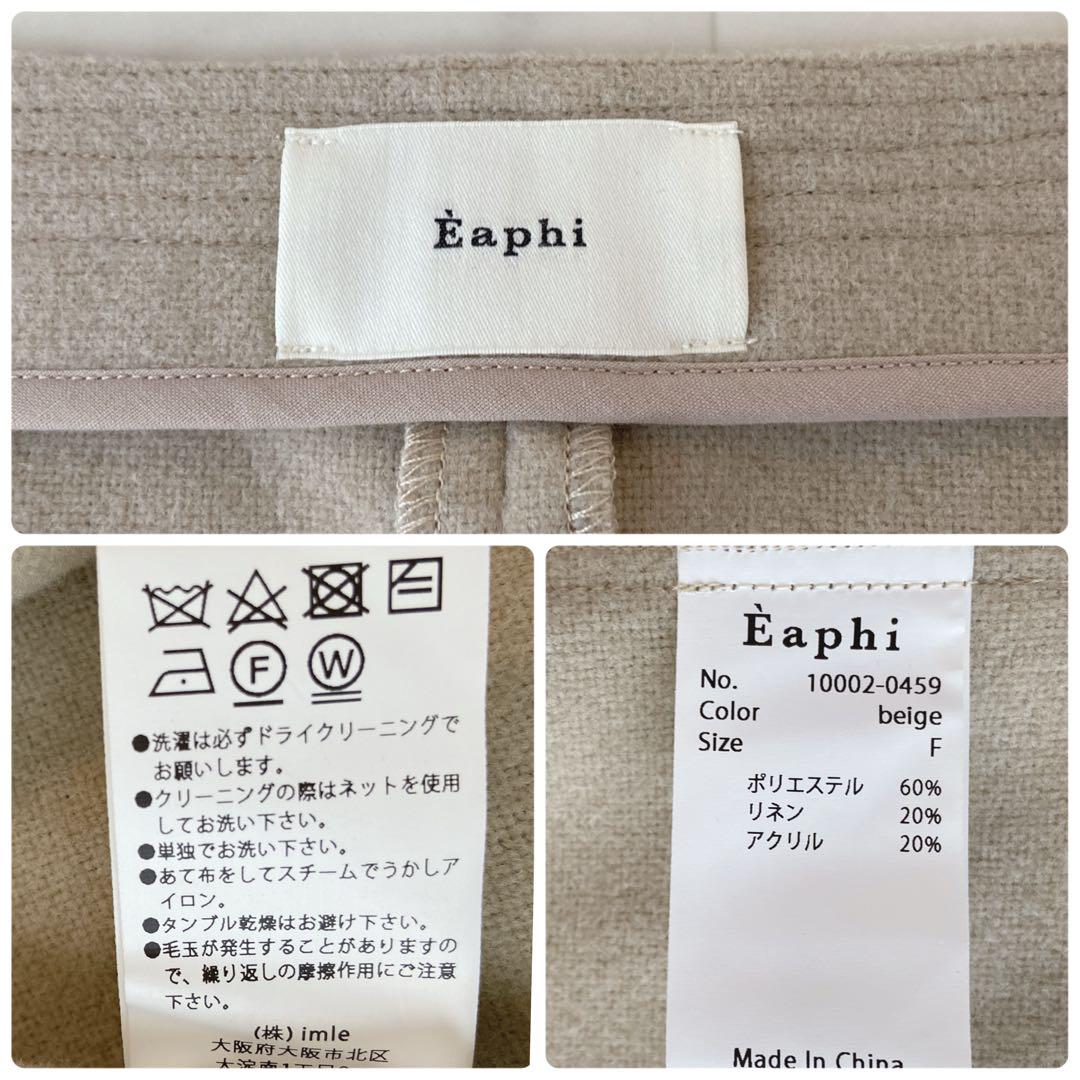 Èaphi
F W
●洗濯は必ずドライクリーニングで
お願いします。
●クリーニングの際はネットを使用
してお洗い下さい。
●単独でお洗い下さい。
●あて布をしてスチームでうかしア
イロン。
●タンブル乾燥はお避け下さい。
●毛玉が発生することがありますの
で、繰り返しの摩擦作用にご注意
下さい。
(株) imle
大阪府大阪市北区
大淀南1丁目
Èaphi
No. 10002-0459
Color beige
Size F
ポリエステル 60%
リネン 20%
アクリル 20%
Made In China